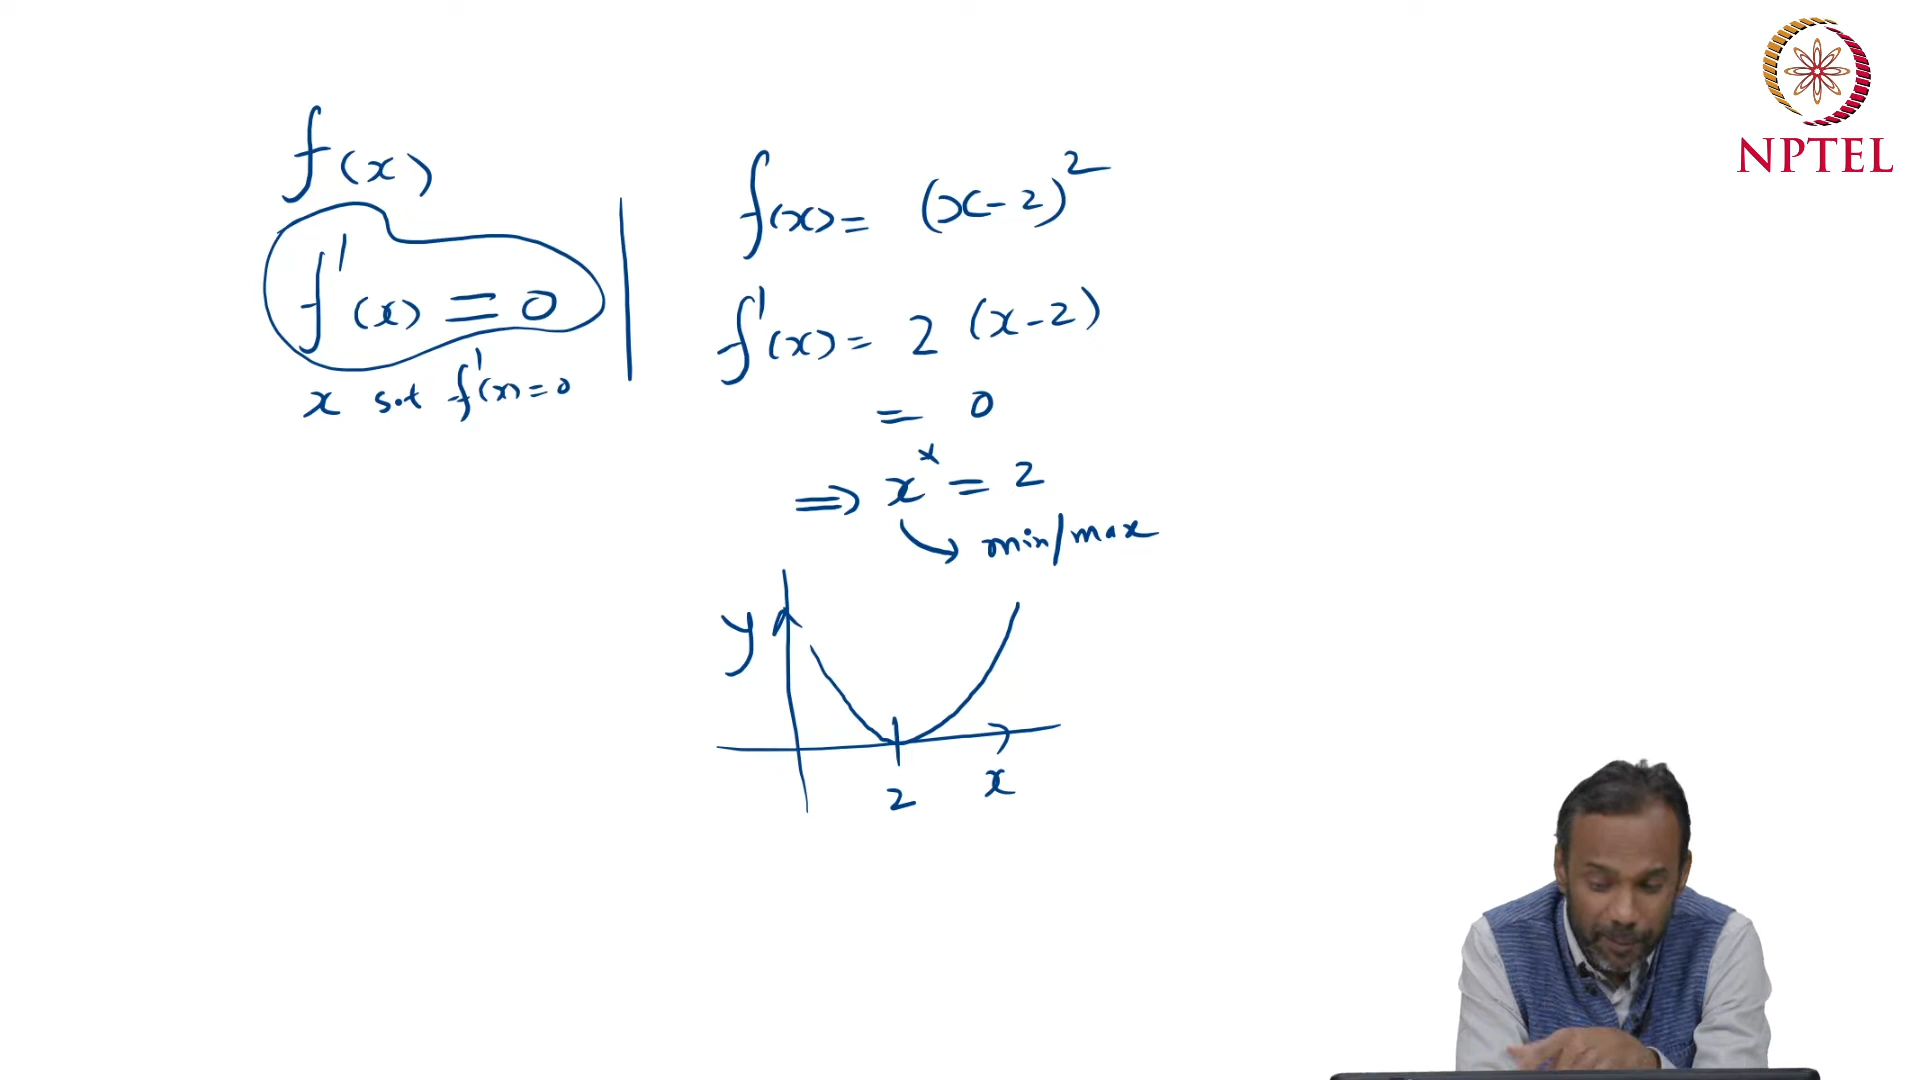 f(x)
f'(x) = 0
x s.t f'(x) = 0
f(x) = (x-2)²
f'(x) = 2 (x-2)
= 0
⇒ x* = 2
min/max
y
2
x
NPTEL